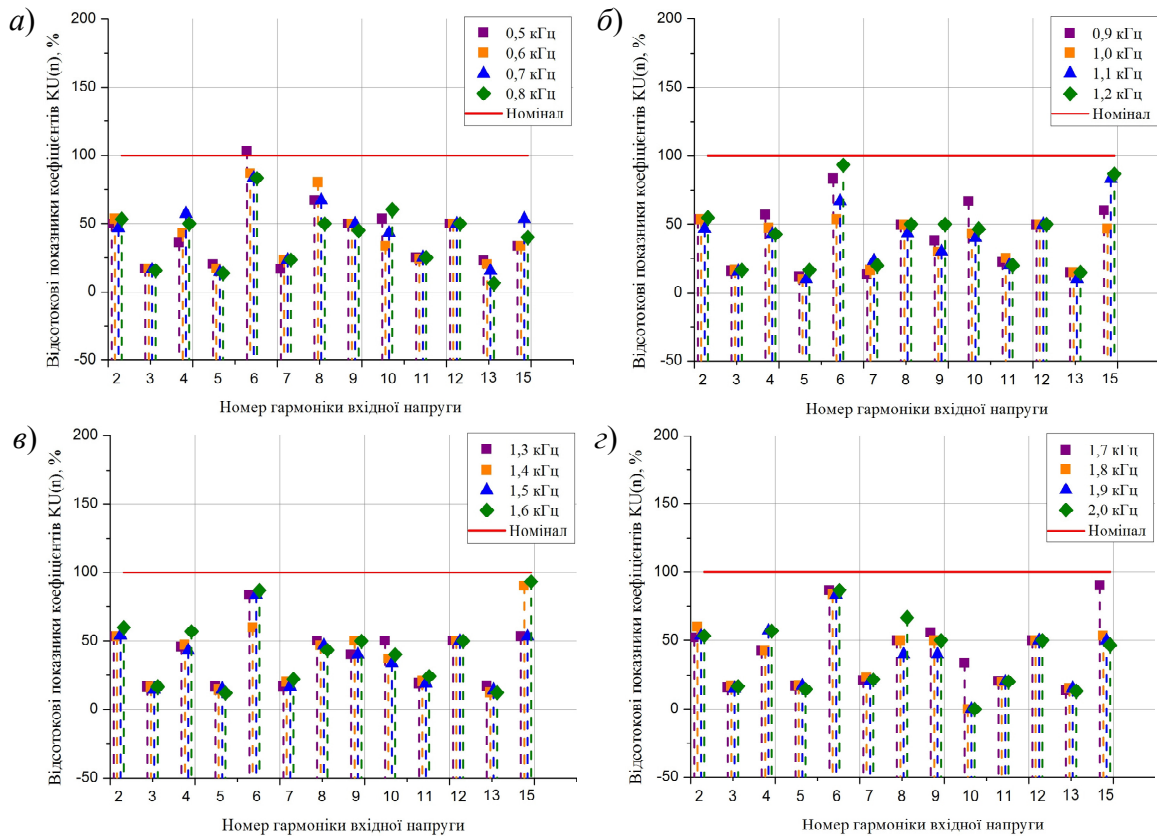 а)
Відсоткові показники коефіцієнтів KU(n), %
200
150
100
50
0
-50
0,5 кГц
0,6 кГц
0,7 кГц
0,8 кГц
Номінал
2 3 4 5 6 7 8 9 10 11 12 13 15
Номер гармоніки вхідної напруги
б)
Відсоткові показники коефіцієнтів KU(n), %
200
150
100
50
0
-50
0,9 кГц
1,0 кГц
1,1 кГц
1,2 кГц
Номінал
2 3 4 5 6 7 8 9 10 11 12 13 15
Номер гармоніки вхідної напруги
в)
Відсоткові показники коефіцієнтів KU(n), %
200
150
100
50
0
-50
1,3 кГц
1,4 кГц
1,5 кГц
1,6 кГц
Номінал
2 3 4 5 6 7 8 9 10 11 12 13 15
Номер гармоніки вхідної напруги
г)
Відсоткові показники коефіцієнтів KU(n), %
200
150
100
50
0
-50
1,7 кГц
1,8 кГц
1,9 кГц
2,0 кГц
Номінал
2 3 4 5 6 7 8 9 10 11 12 13 15
Номер гармоніки вхідної напруги